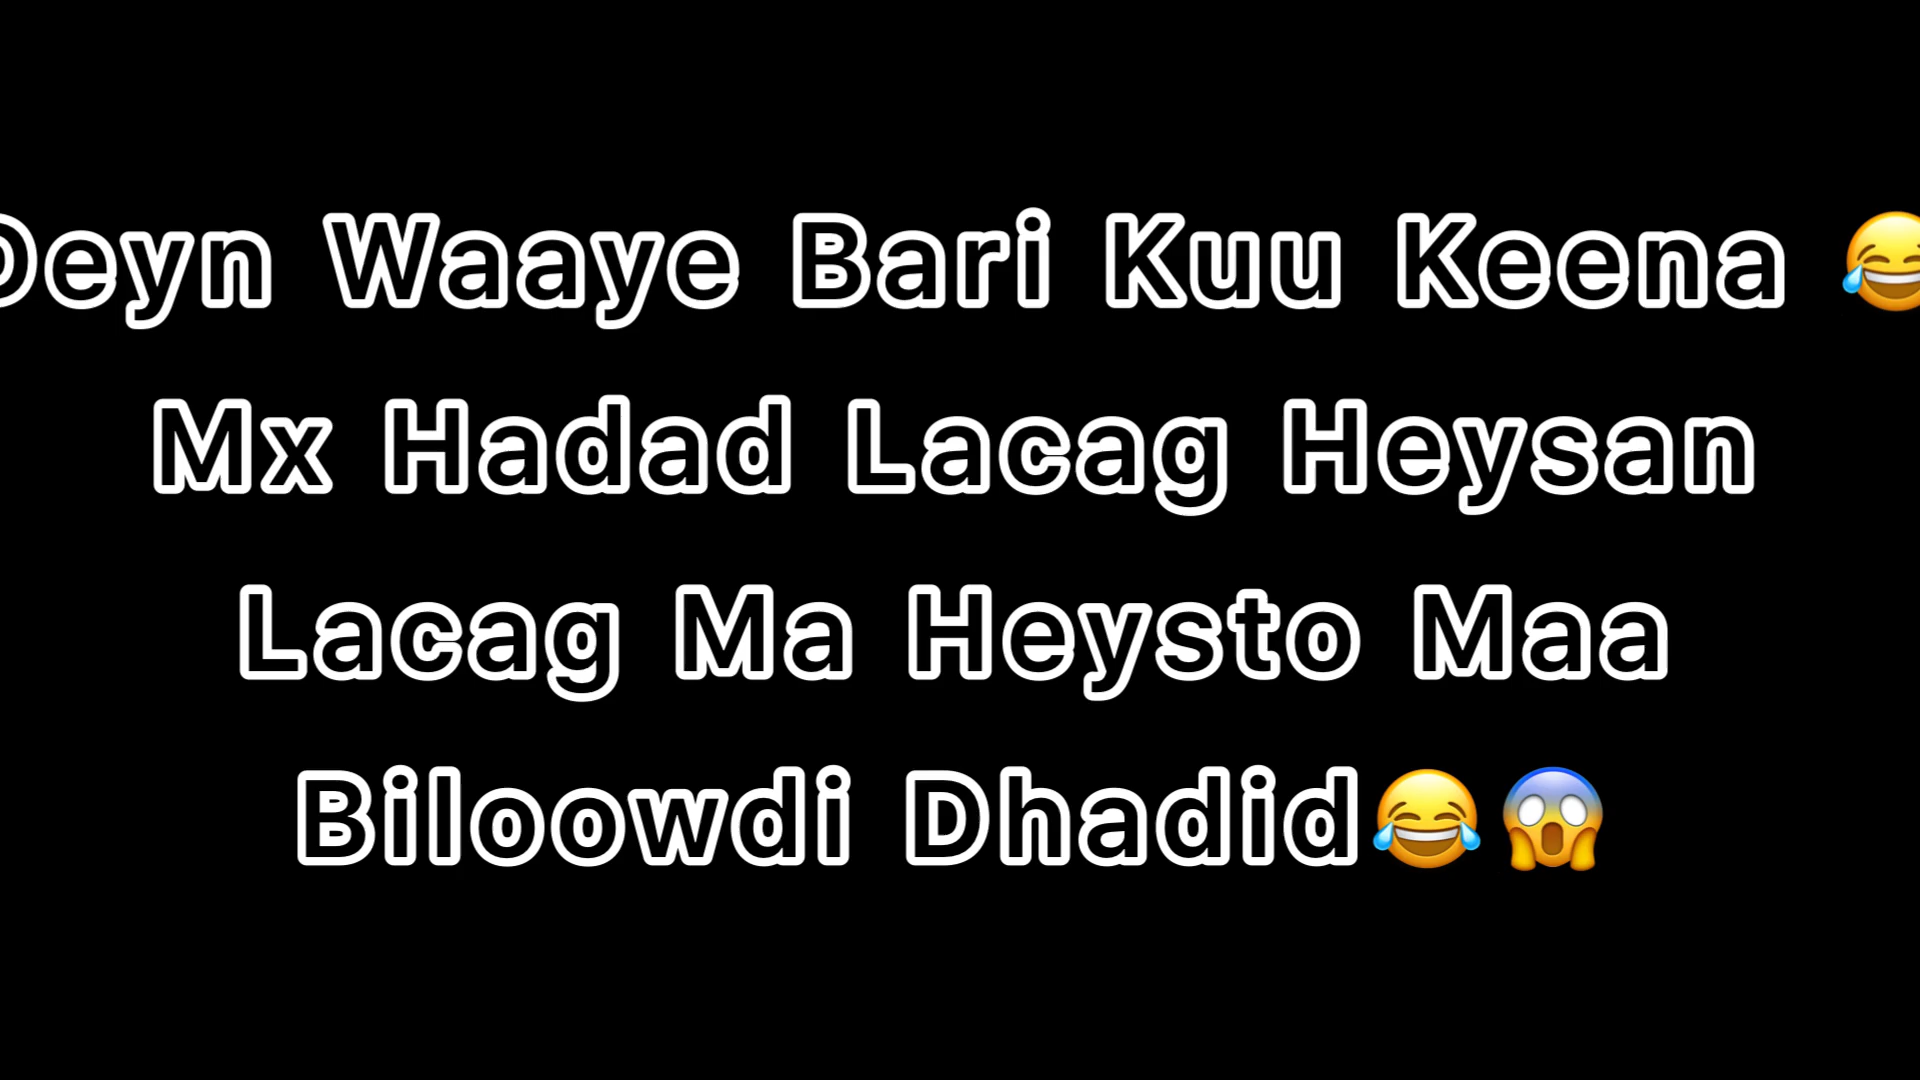 Deyn Waaye Bari Kuu Keena 😂
Mx Hadad Lacag Heysan
Lacag Ma Heysto Maa
Biloowdi Dhadid😂😱